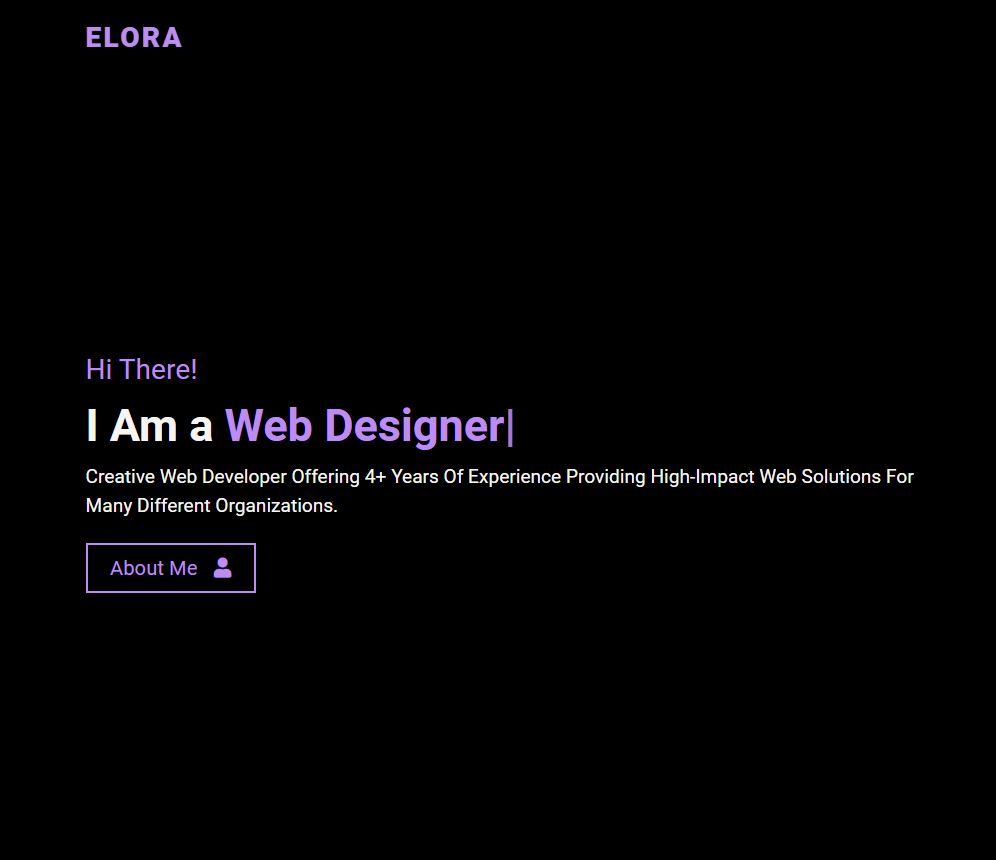 ELORA
Hi There!
I Am a Web Designer|
Creative Web Developer Offering 4+ Years Of Experience Providing High-Impact Web Solutions For
Many Different Organizations.
About Me